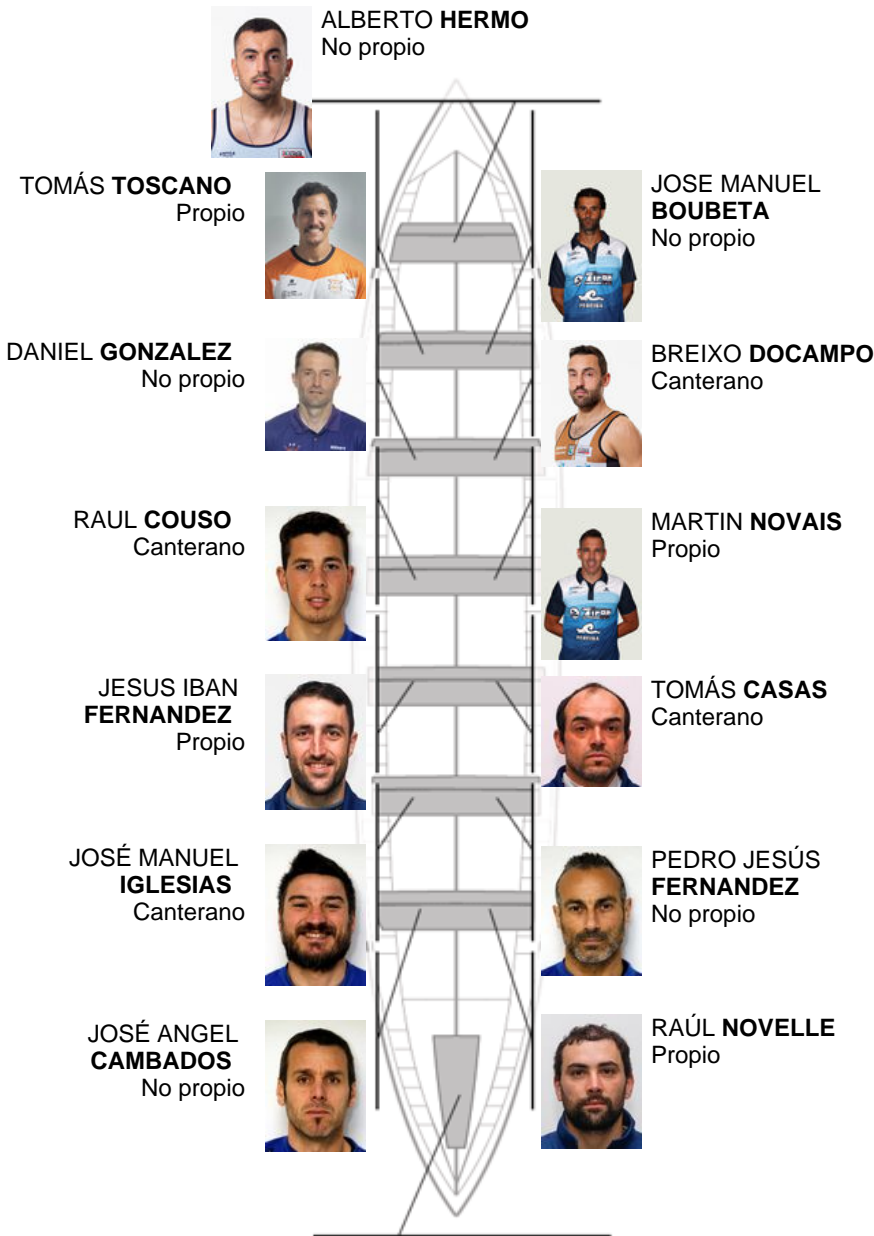 ALBERTO HERMO
No propio
TOMÁS TOSCANO
Propio
JOSE MANUEL
BOUBETA
No propio
DANIEL GONZALEZ
No propio
BREIXO DOCAMPO
Canterano
RAUL COUSO
Canterano
MARTIN NOVAIS
Propio
JESUS IBAN
FERNANDEZ
Propio
TOMÁS CASAS
Canterano
JOSÉ MANUEL
IGLESIAS
Canterano
PEDRO JESÚS
FERNANDEZ
No propio
JOSÉ ANGEL
CAMBADOS
No propio
RAÚL NOVELLE
Propio